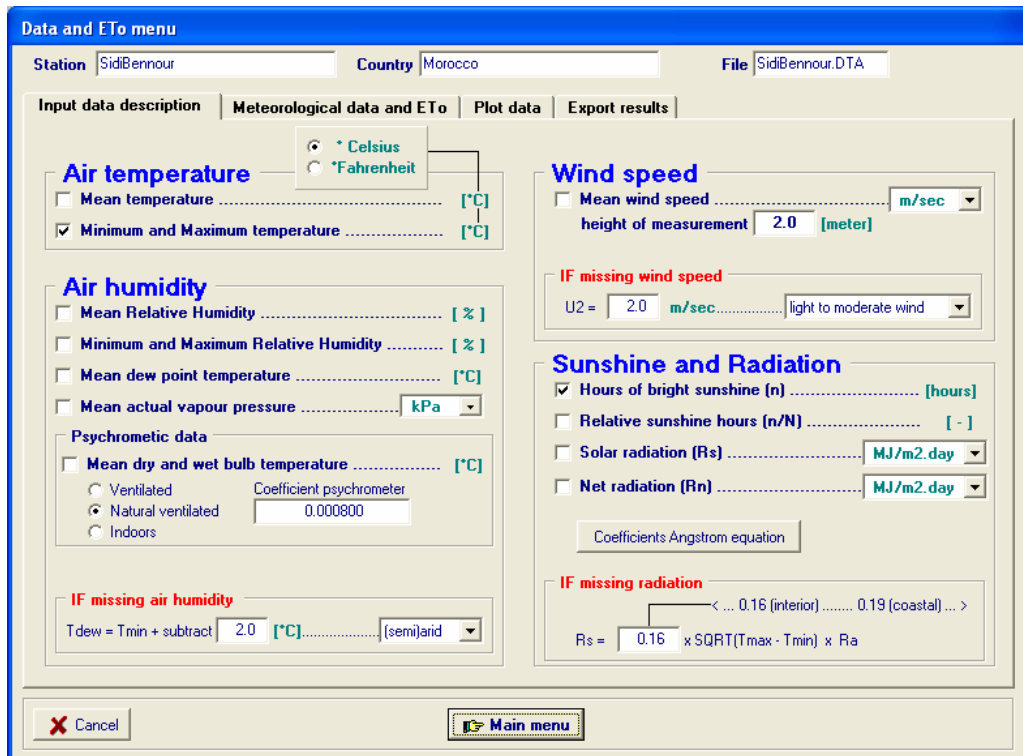 Data and ETo menu
Station SidiBennour Country Morocco File SidiBennour.DTA
Input data description Meteorological data and ETo Plot data Export results
* Celsius
*Fahrenheit
Air temperature
Mean temperature ........................................ [°C]
Minimum and Maximum temperature .................. [°C]
Air humidity
Mean Relative Humidity ................................. [ % ]
Minimum and Maximum Relative Humidity .......... [ % ]
Mean dew point temperature .......................... [°C]
Mean actual vapour pressure .................. kPa
Psychrometic data
Mean dry and wet bulb temperature ................ [°C]
Ventilated
Natural ventilated
Indoors
Coefficient psychrometer
0.000800
IF missing air humidity
Tdew = Tmin + subtract 2.0 [°C].................... (semi)arid
Wind speed
Mean wind speed ................................. m/sec
height of measurement 2.0 [meter]
IF missing wind speed
U2 = 2.0 m/sec................. light to moderate wind
Sunshine and Radiation
Hours of bright sunshine (n) ......................... [hours]
Relative sunshine hours (n/N) ..................... [ - ]
Solar radiation (Rs) .............................. MJ/m2.day
Net radiation (Rn) ........................... MJ/m2.day
Coefficients Angstrom equation
IF missing radiation
< ... 0.16 (interior) ........ 0.19 (coastal) ... >
Rs = 0.16 x SQRT(Tmax - Tmin) x Ra
Cancel Main menu